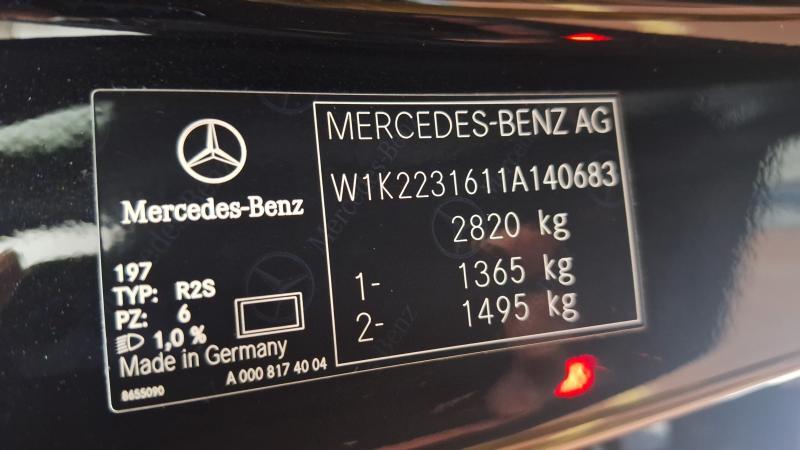 Mercedes-Benz
197
TYP: R2S
PZ: 6
1,0 %
Made in Germany
8655090
A 000 817 40 04
MERCEDES-BENZ AG
W1K2231611A140683
2820 kg
1- 1365 kg
2- 1495 kg